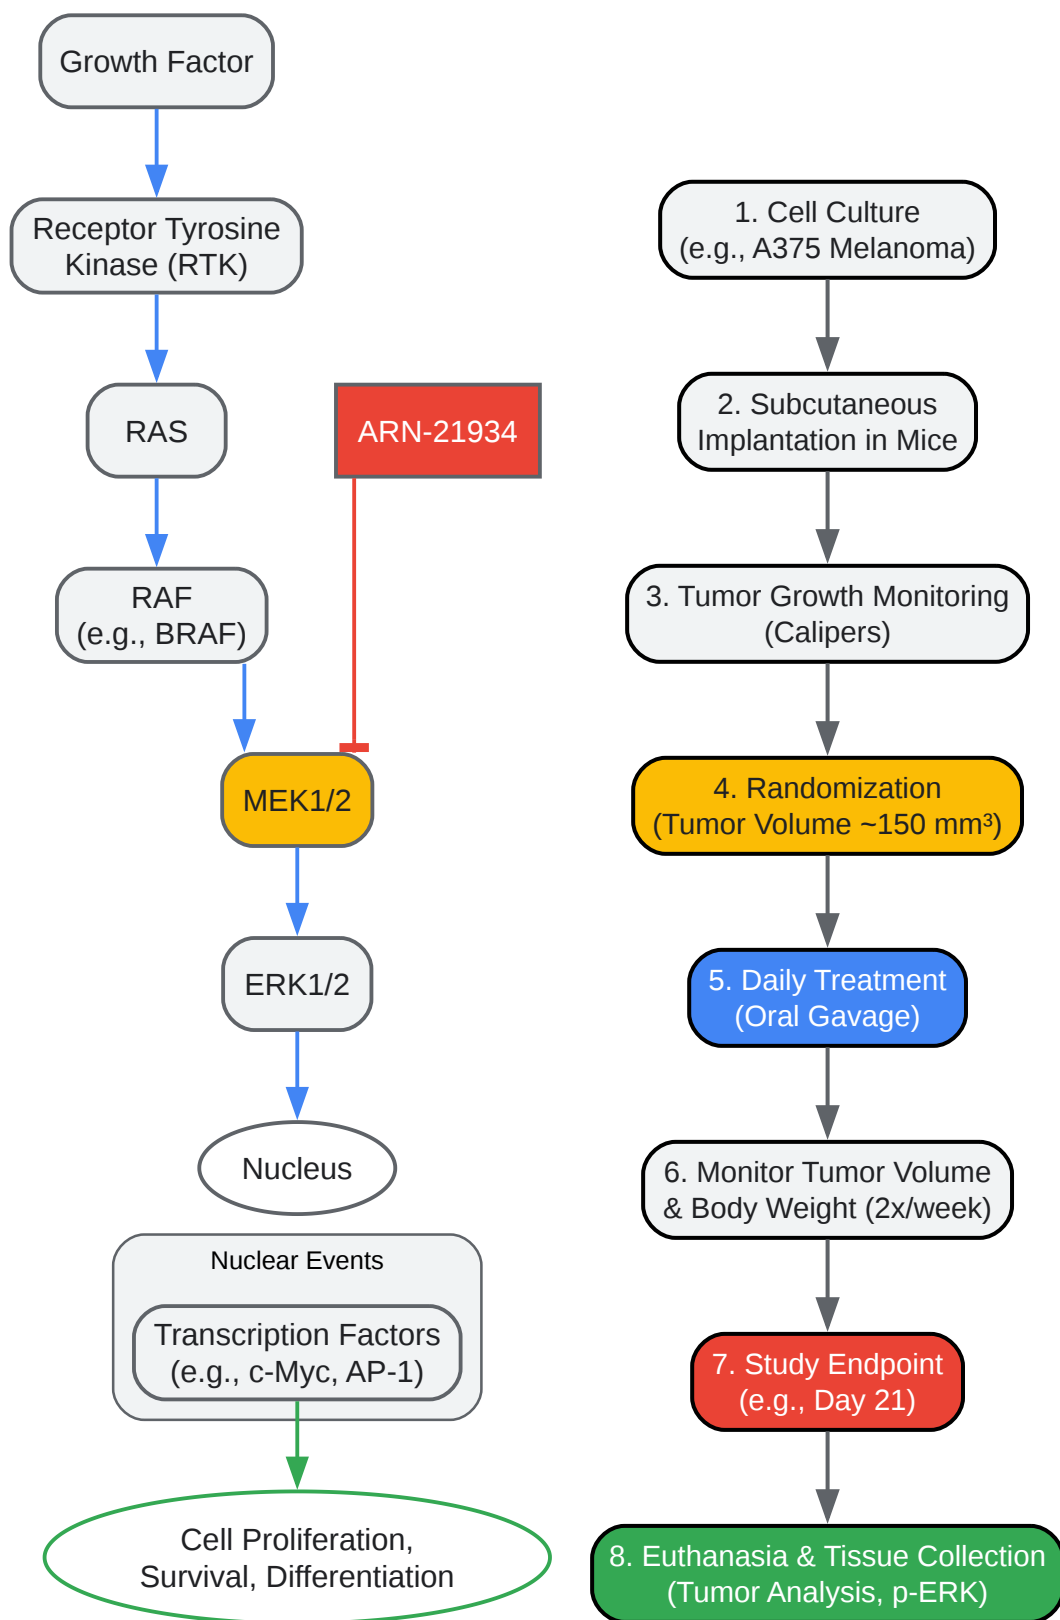 Growth Factor
Receptor Tyrosine
Kinase (RTK)
RAS
ARN-21934
RAF
(e.g., BRAF)
MEK1/2
ERK1/2
Nucleus
Nuclear Events
Transcription Factors
(e.g., c-Myc, AP-1)
Cell Proliferation,
Survival, Differentiation
1. Cell Culture
(e.g., A375 Melanoma)
2. Subcutaneous
Implantation in Mice
3. Tumor Growth Monitoring
(Calipers)
4. Randomization
(Tumor Volume ~150 mm³)
5. Daily Treatment
(Oral Gavage)
6. Monitor Tumor Volume
& Body Weight (2x/week)
7. Study Endpoint
(e.g., Day 21)
8. Euthanasia & Tissue Collection
(Tumor Analysis, p-ERK)